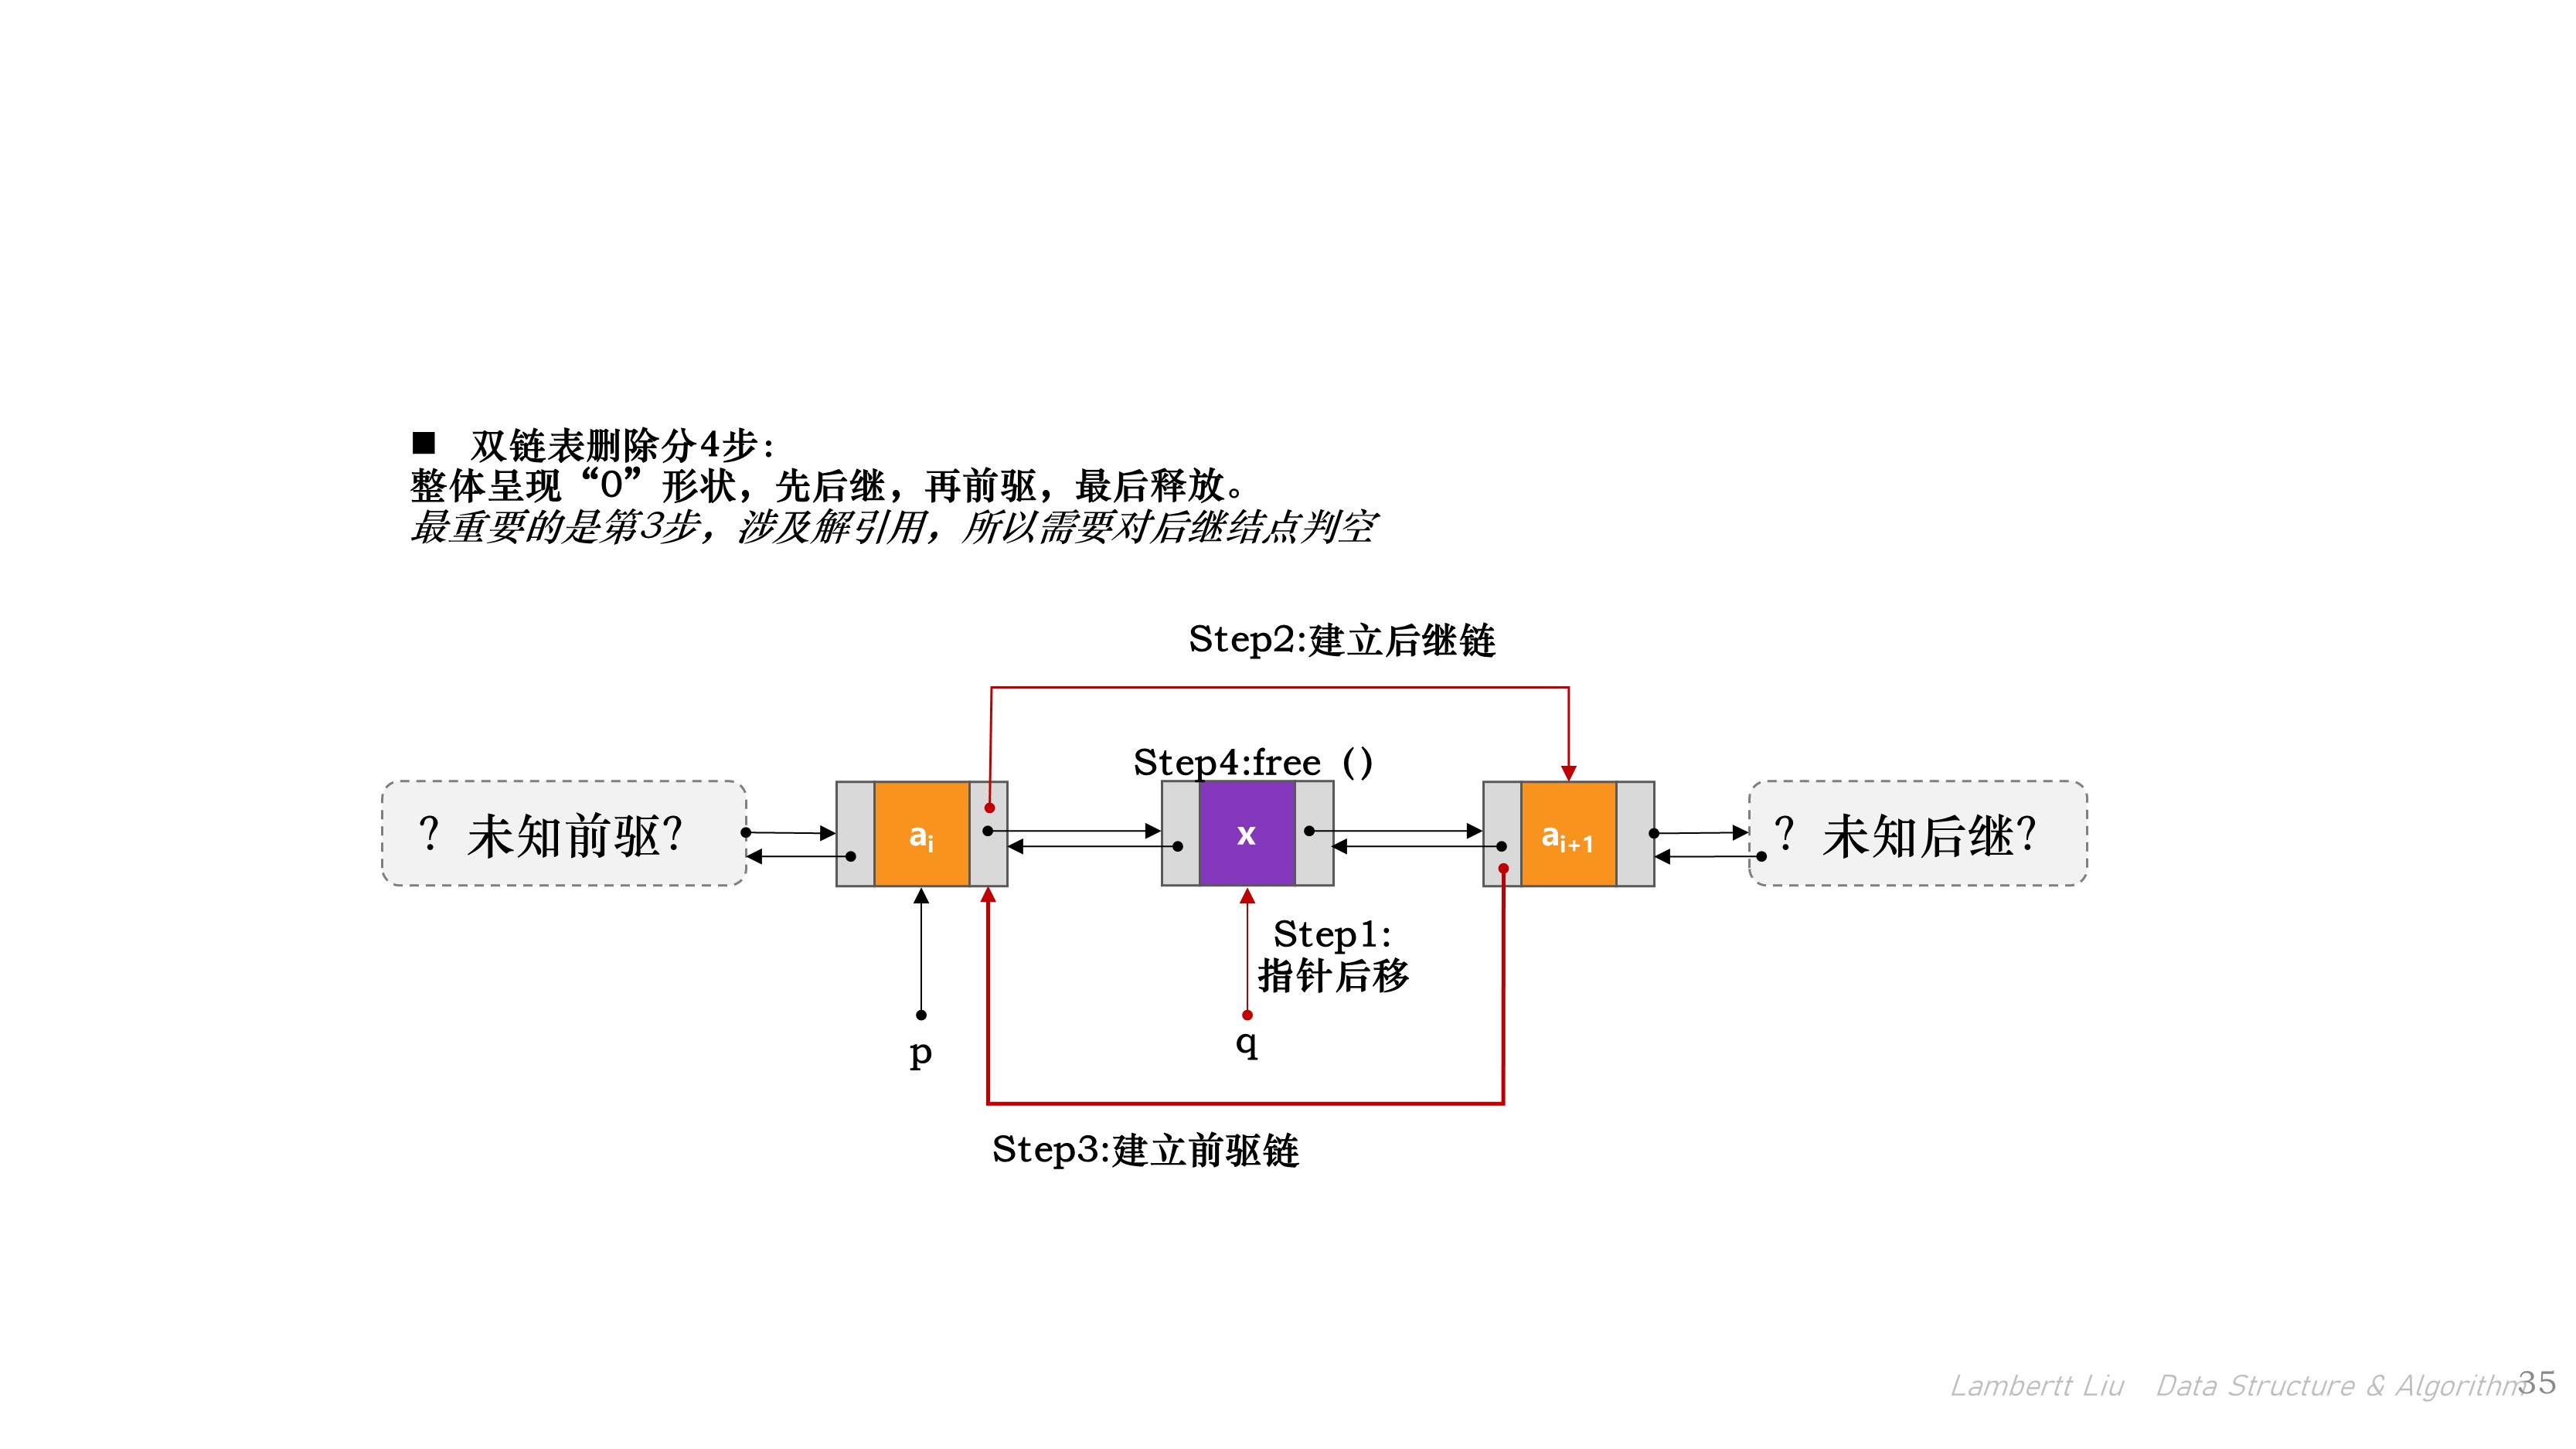 ■ 双链表删除分4步：
整体呈现“O”形状，先后继，再前驱，最后释放。
最重要的是第3步，涉及解引用，所以需要对后继结点判空
Step2:建立后继链
Step4:free（）
？未知前驱?
ai
x
ai+1
？未知后继?
Step1:
指针后移
p
q
Step3:建立前驱链
Lambertt Liu Data Structure & Algorithm
35